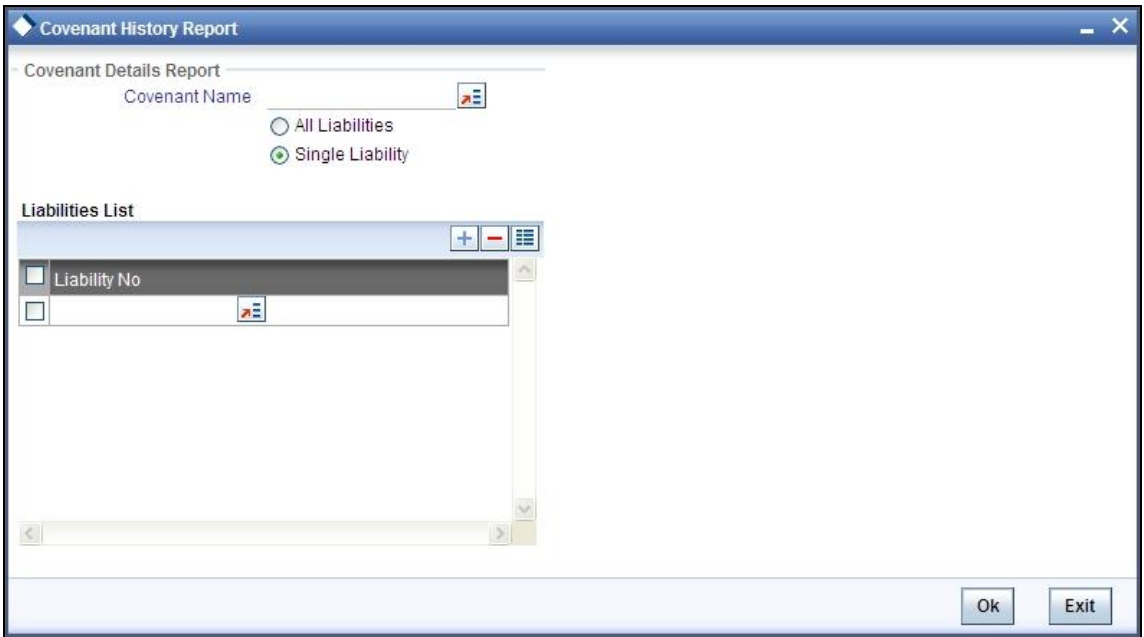 Covenant History Report
Covenant Details Report
Covenant Name
All Liabilities
Single Liability
Liabilities List
Liability No
Ok Exit